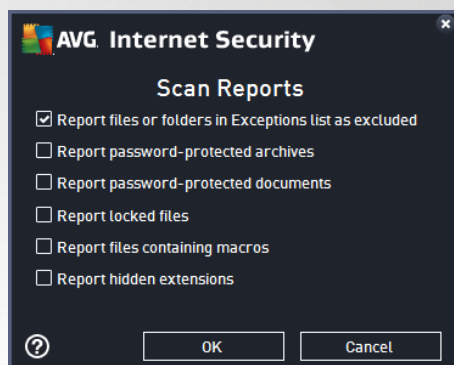 AVG Internet Security
Scan Reports
Report files or folders in Exceptions list as excluded
Report password-protected archives
Report password-protected documents
Report locked files
Report files containing macros
Report hidden extensions
? OK Cancel